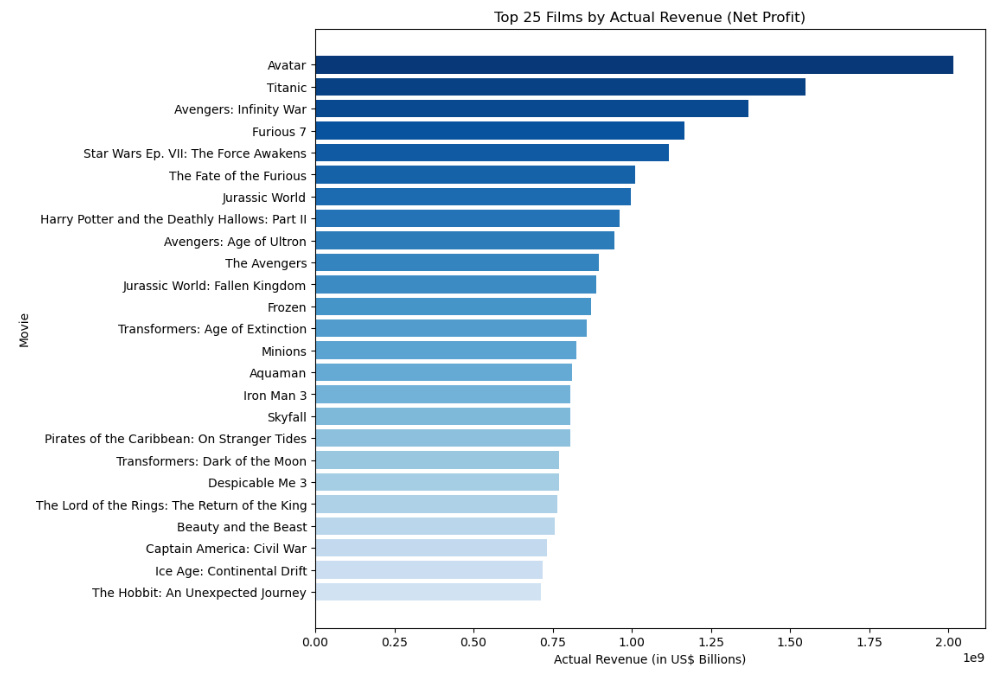 Top 25 Films by Actual Revenue (Net Profit)
Movie
Avatar
Titanic
Avengers: Infinity War
Furious 7
Star Wars Ep. VII: The Force Awakens
The Fate of the Furious
Jurassic World
Harry Potter and the Deathly Hallows: Part II
Avengers: Age of Ultron
The Avengers
Jurassic World: Fallen Kingdom
Frozen
Transformers: Age of Extinction
Minions
Aquaman
Iron Man 3
Skyfall
Pirates of the Caribbean: On Stranger Tides
Transformers: Dark of the Moon
Despicable Me 3
The Lord of the Rings: The Return of the King
Beauty and the Beast
Captain America: Civil War
Ice Age: Continental Drift
The Hobbit: An Unexpected Journey
0.00 0.25 0.50 0.75 1.00 1.25 1.50 1.75 2.00
1e9
Actual Revenue (in US$ Billions)